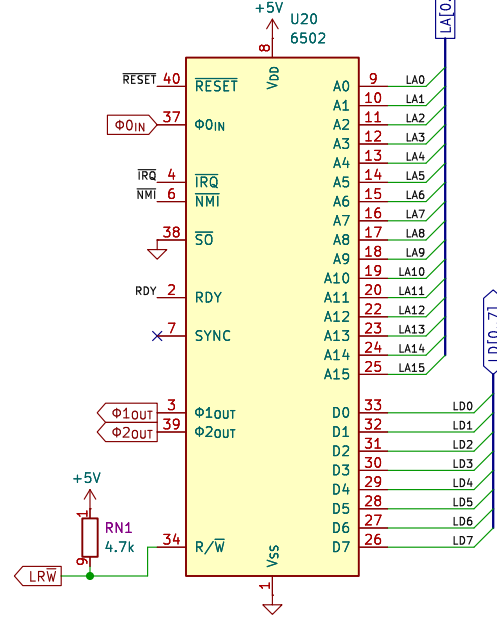 +5V
U20
6502
8
VDD
LA[0.
RESET 40 RESET
Φ0IN 37 Φ0IN
IRQ 4 IRQ
NMI 6 NMI
38 SO
RDY 2 RDY
7 SYNC
3 Φ1OUT
Φ1OUT
39 Φ2OUT
Φ2OUT
34 R/W
A0 9 LA0
A1 10 LA1
A2 11 LA2
A3 12 LA3
A4 13 LA4
A5 14 LA5
A6 15 LA6
A7 16 LA7
A8 17 LA8
A9 18 LA9
A10 19 LA10
A11 20 LA11
A12 22 LA12
A13 23 LA13
A14 24 LA14
A15 25 LA15
LD[0..7]
D0 33 LD0
D1 32 LD1
D2 31 LD2
D3 30 LD3
D4 29 LD4
D5 28 LD5
D6 27 LD6
D7 26 LD7
+5V
1
RN1
4.7k
9
LRW
VSS
1